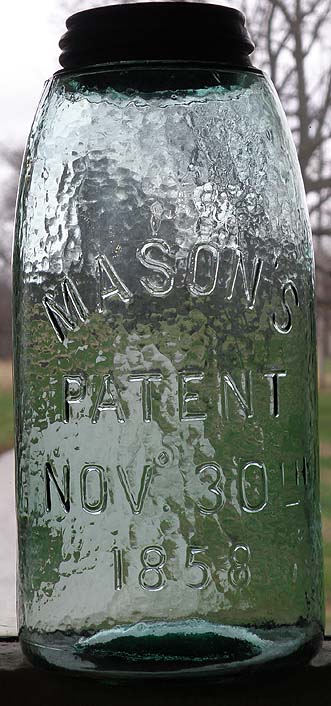 MASON'S
PATENT
NOV. 30TH
1858